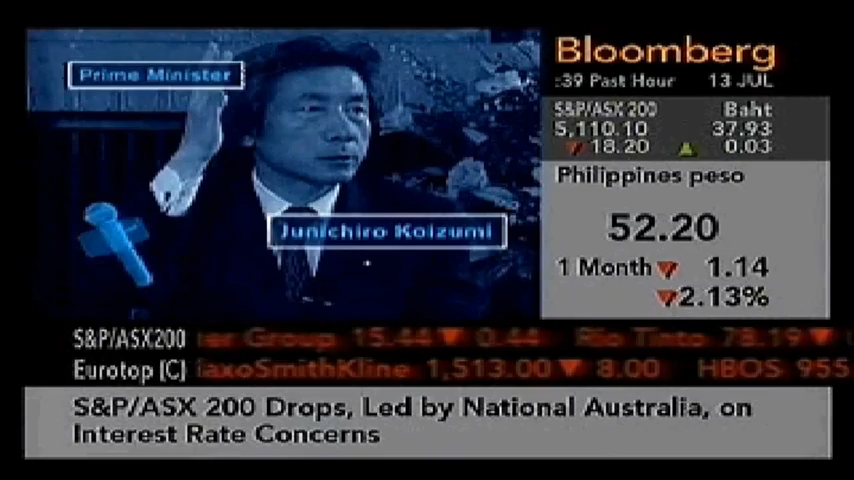 Prime Minister
Junichiro Koizumi
Bloomberg
:39 Past Hour 13 JUL
S&P/ASX 200 Baht
5,110.10 37.93
▼ 18.20 ▲ 0.03
Philippines peso
52.20
1 Month ▼ 1.14
▼2.13%
S&P/ASX200 er Group 15.44▼ 0.44 Rio Tinto 78.19▼
Eurotop (C) iaxoSmithKline 1,513.00▼ 8.00 HBOS 955
S&P/ASX 200 Drops, Led by National Australia, on
Interest Rate Concerns